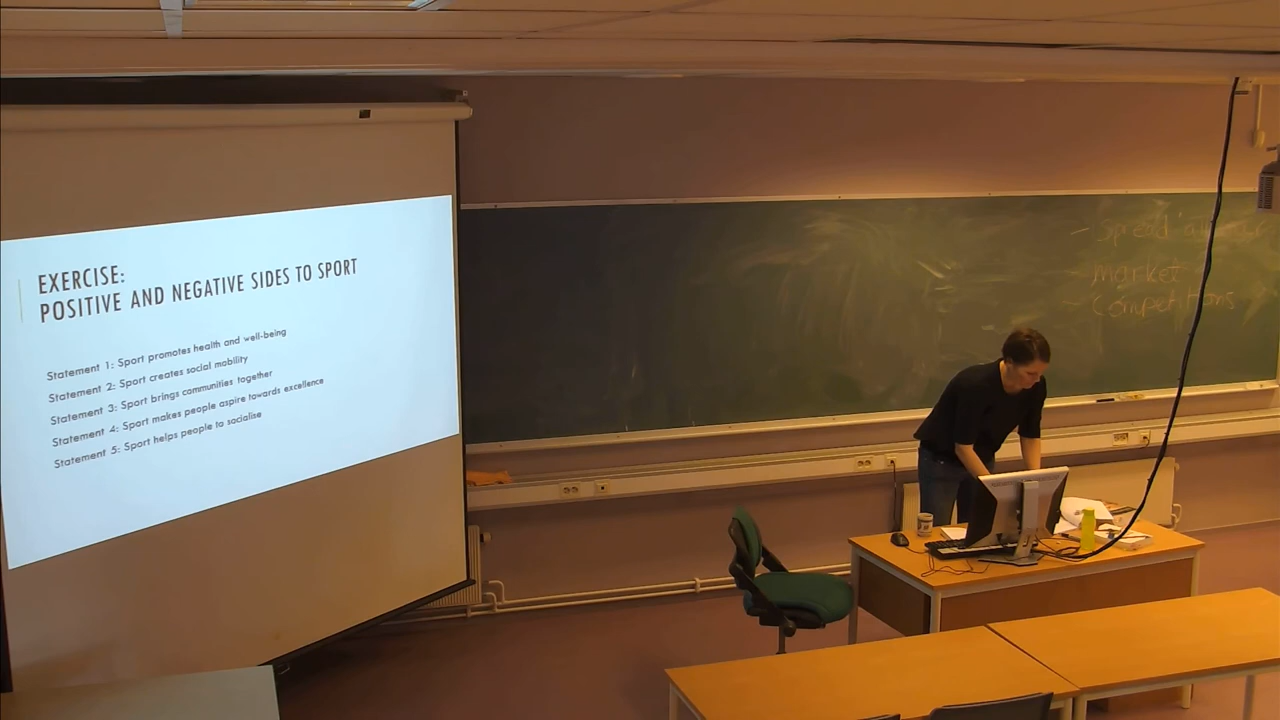 EXERCISE:
POSITIVE AND NEGATIVE SIDES TO SPORT
Statement 1: Sport promotes health and well-being
Statement 2: Sport creates social mobility
Statement 3: Sport brings communities together
Statement 4: Sport makes people aspire towards excellence
Statement 5: Sport helps people to socialise
- Spread
- market
- Competitions